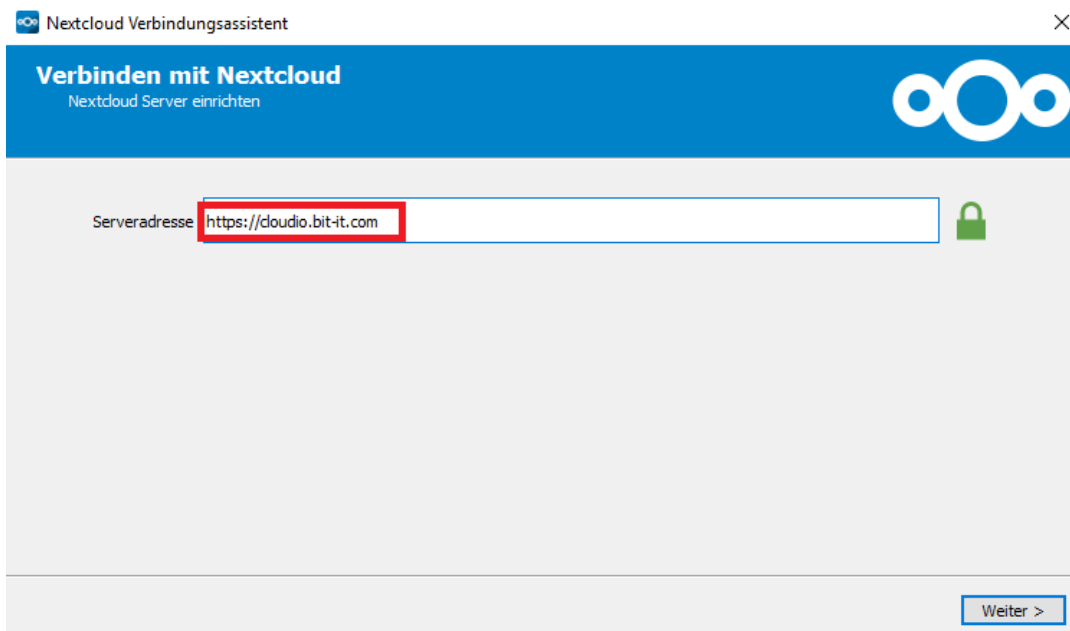 Nextcloud Verbindungsassistent
Verbinden mit Nextcloud
Nextcloud Server einrichten
Serveradresse https://cloudio.bit-it.com
Weiter >